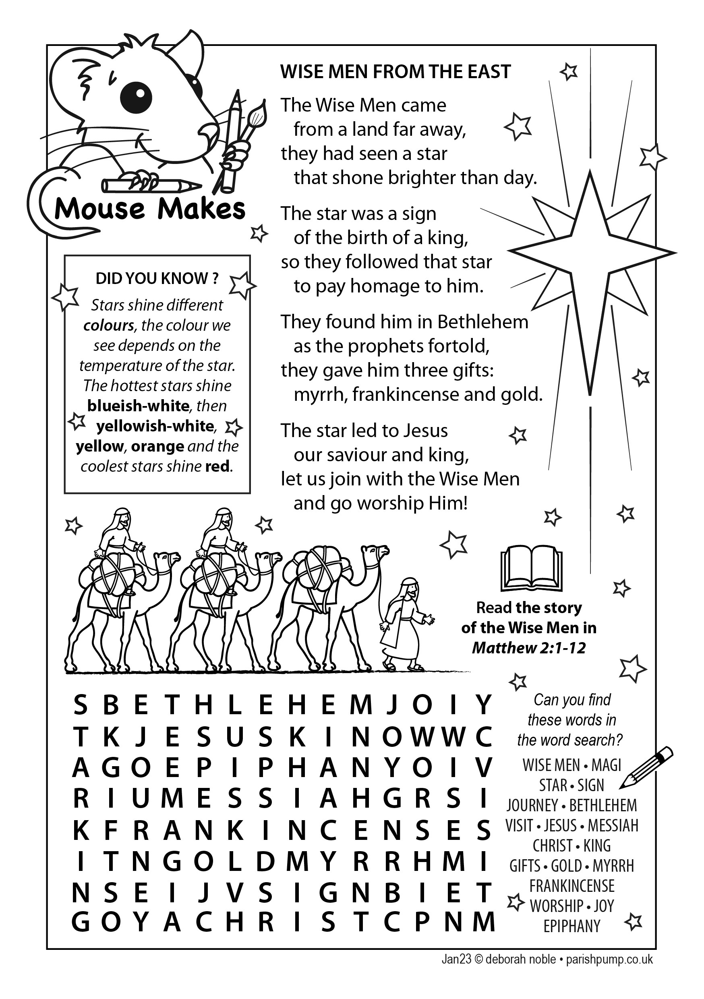 Mouse Makes
DID YOU KNOW ?
Stars shine different
colours, the colour we
see depends on the
temperature of the star.
The hottest stars shine
blueish-white, then
yellowish-white,
yellow, orange and the
coolest stars shine red.
WISE MEN FROM THE EAST
The Wise Men came
from a land far away,
they had seen a star
that shone brighter than day.
The star was a sign
of the birth of a king,
so they followed that star
to pay homage to him.
They found him in Bethlehem
as the prophets fortold,
they gave him three gifts:
myrrh, frankincense and gold.
The star led to Jesus
our saviour and king,
let us join with the Wise Men
and go worship Him!
Read the story
of the Wise Men in
Matthew 2:1-12
S B E T H L E H E M J O I Y
T K J E S U S K I N O W W C
A G O E P I P H A N Y O I V
R I U M E S S I A H G R S I
K F R A N K I N C E N S E S
I T N G O L D M Y R R H M I
N S E I J V S I G N B I E T
G O Y A C H R I S T C P N M
Can you find
these words in
the word search?
WISE MEN • MAGI
STAR • SIGN
JOURNEY • BETHLEHEM
VISIT • JESUS • MESSIAH
CHRIST • KING
GIFTS • GOLD • MYRRH
FRANKINCENSE
WORSHIP • JOY
EPIPHANY
Jan23 © deborah noble • parishpump.co.uk